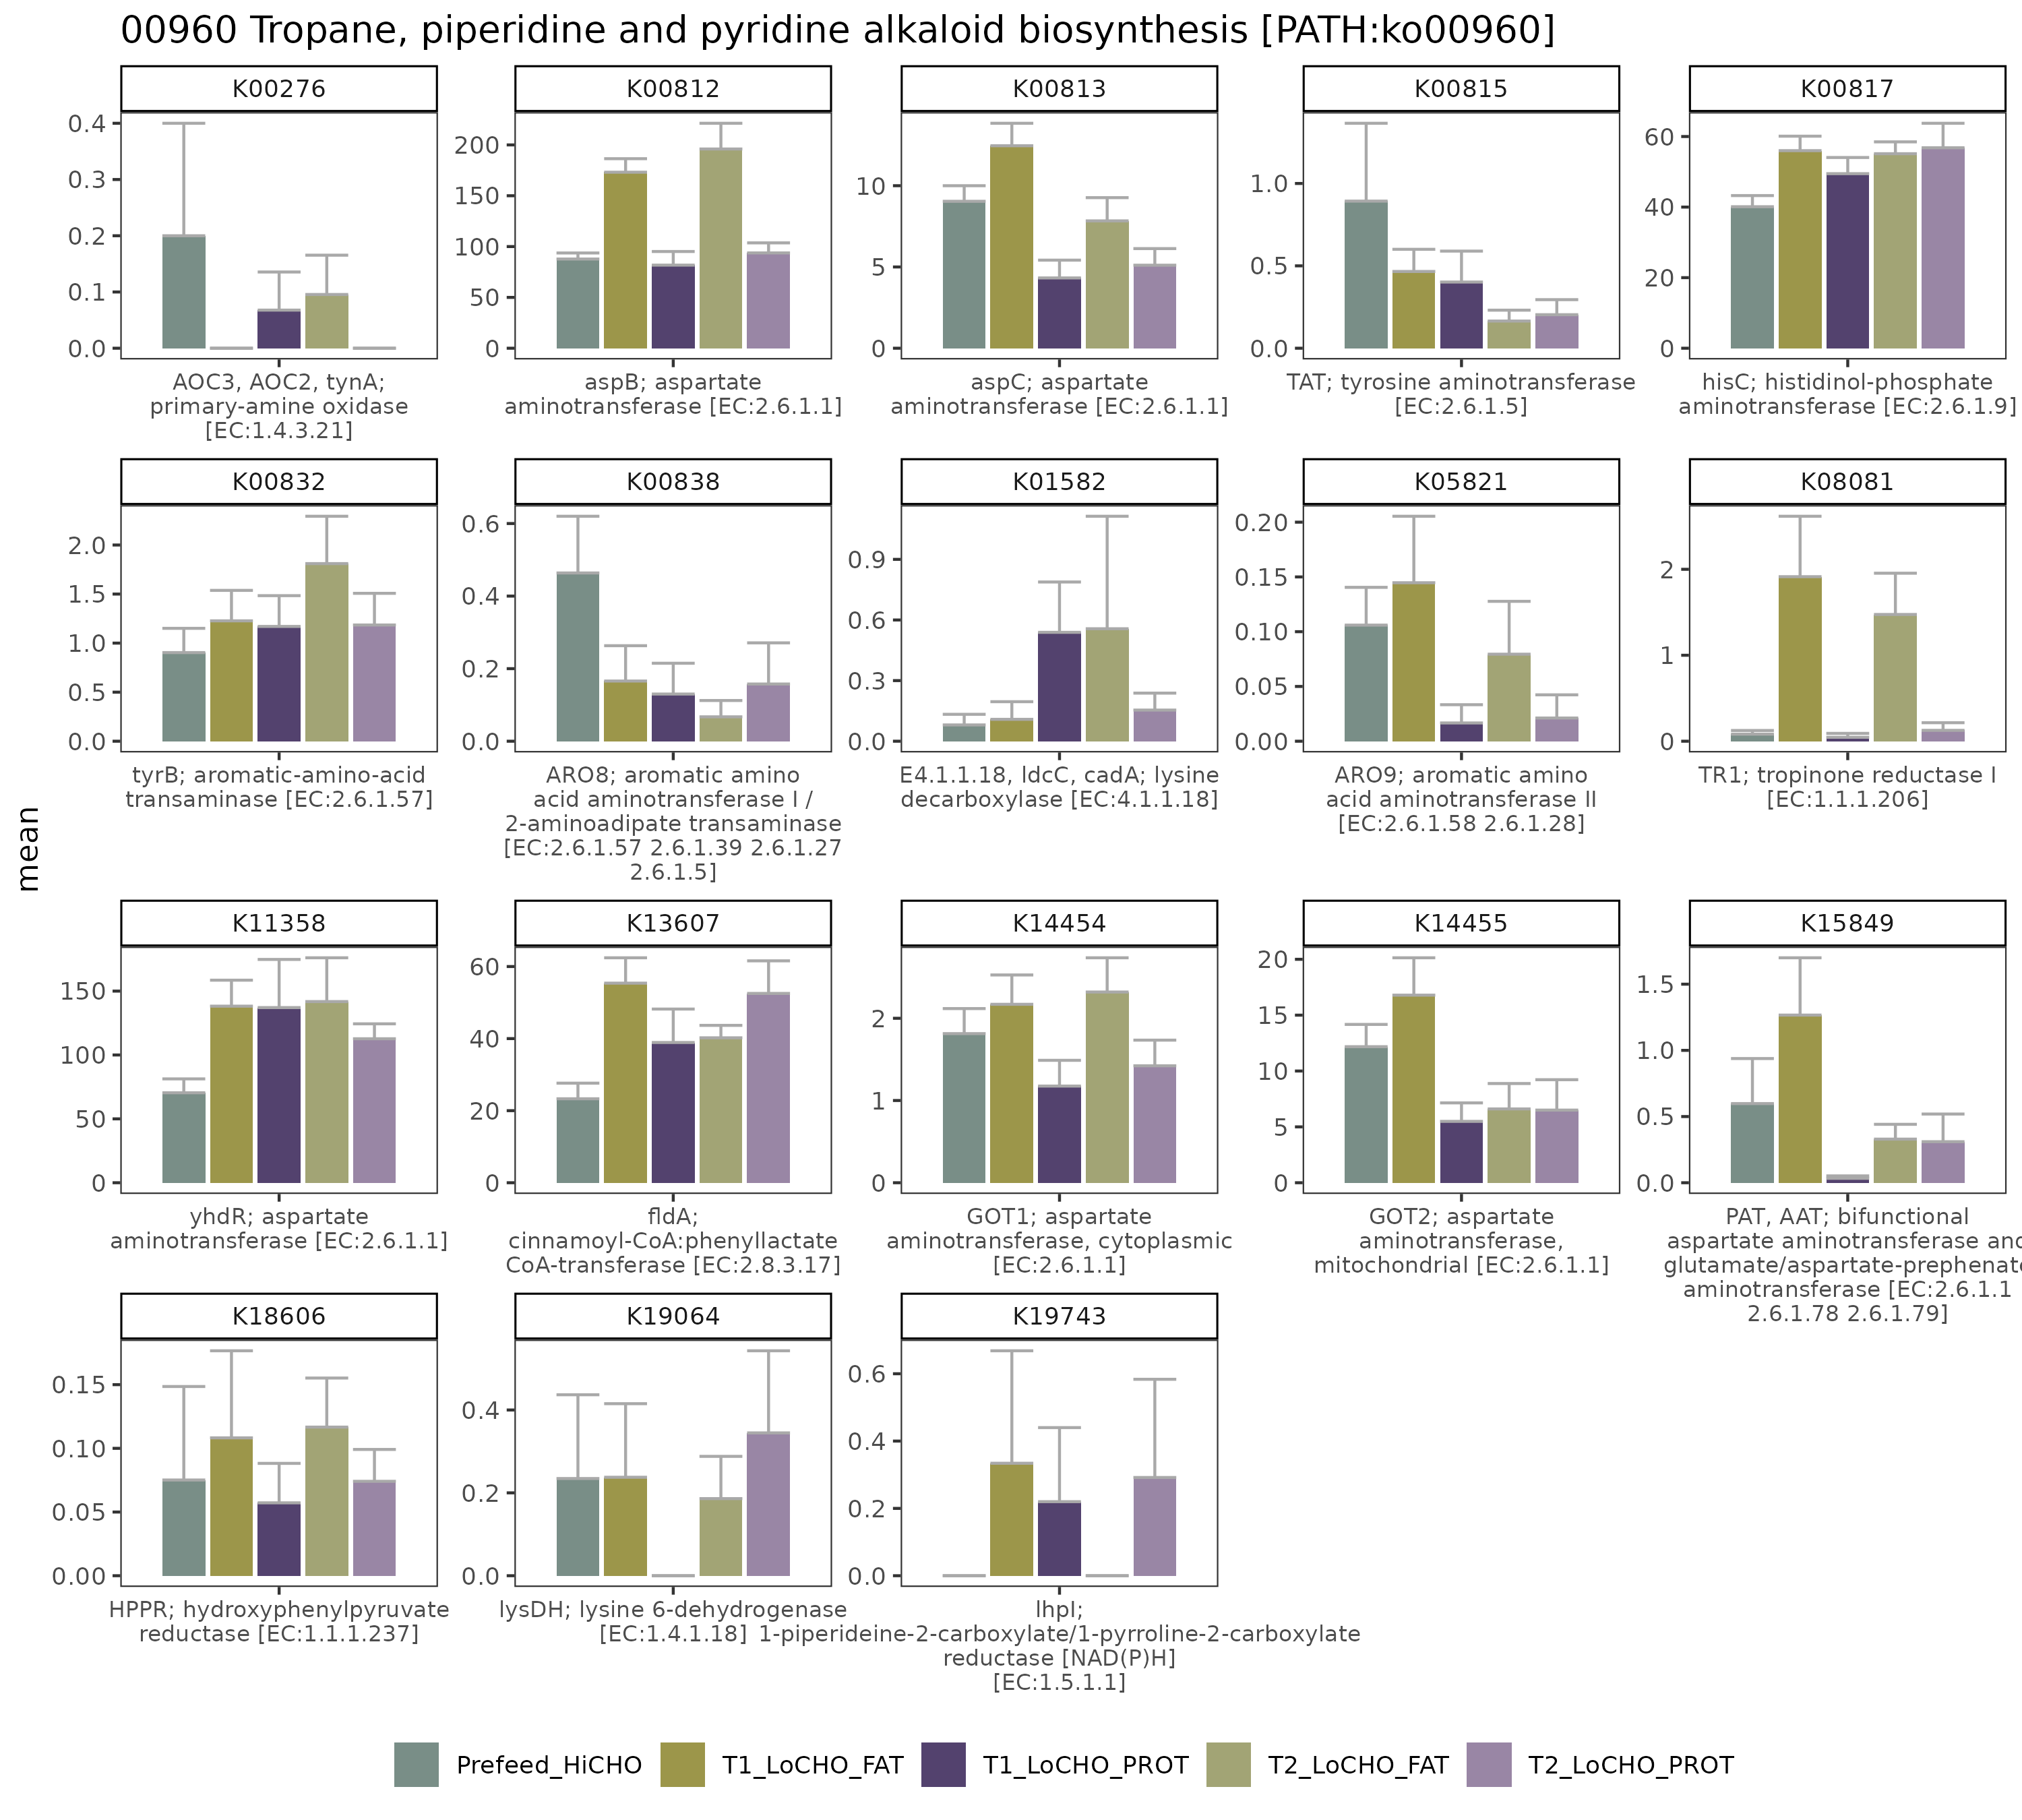 00960 Tropane, piperidine and pyridine alkaloid biosynthesis [PATH:ko00960]
mean
K00276
0.4
0.3
0.2
0.1
0.0
AOC3, AOC2, tynA;
primary-amine oxidase
[EC:1.4.3.21]
K00812
200
150
100
50
0
aspB; aspartate
aminotransferase [EC:2.6.1.1]
K00813
10
5
0
aspC; aspartate
aminotransferase [EC:2.6.1.1]
K00815
1.0
0.5
0.0
TAT; tyrosine aminotransferase
[EC:2.6.1.5]
K00817
60
40
20
0
hisC; histidinol-phosphate
aminotransferase [EC:2.6.1.9]
K00832
2.0
1.5
1.0
0.5
0.0
tyrB; aromatic-amino-acid
transaminase [EC:2.6.1.57]
K00838
0.6
0.4
0.2
0.0
ARO8; aromatic amino
acid aminotransferase I /
2-aminoadipate transaminase
[EC:2.6.1.57 2.6.1.39 2.6.1.27
2.6.1.5]
K01582
0.9
0.6
0.3
0.0
E4.1.1.18, ldcC, cadA; lysine
decarboxylase [EC:4.1.1.18]
K05821
0.20
0.15
0.10
0.05
0.00
ARO9; aromatic amino
acid aminotransferase II
[EC:2.6.1.58 2.6.1.28]
K08081
2
1
0
TR1; tropinone reductase I
[EC:1.1.1.206]
K11358
150
100
50
0
yhdR; aspartate
aminotransferase [EC:2.6.1.1]
K13607
60
40
20
0
fldA;
cinnamoyl-CoA:phenyllactate
CoA-transferase [EC:2.8.3.17]
K14454
2
1
0
GOT1; aspartate
aminotransferase, cytoplasmic
[EC:2.6.1.1]
K14455
20
15
10
5
0
GOT2; aspartate
aminotransferase,
mitochondrial [EC:2.6.1.1]
K15849
1.5
1.0
0.5
0.0
PAT, AAT; bifunctional
aspartate aminotransferase and
glutamate/aspartate-prephenate
aminotransferase [EC:2.6.1.1
2.6.1.78 2.6.1.79]
K18606
0.15
0.10
0.05
0.00
HPPR; hydroxyphenylpyruvate
reductase [EC:1.1.1.237]
K19064
0.4
0.2
0.0
lysDH; lysine 6-dehydrogenase
[EC:1.4.1.18]
K19743
0.6
0.4
0.2
0.0
lhpI;
1-piperideine-2-carboxylate/1-pyrroline-2-carboxylate
reductase [NAD(P)H]
[EC:1.5.1.1]
Prefeed_HiCHO
T1_LoCHO_FAT
T1_LoCHO_PROT
T2_LoCHO_FAT
T2_LoCHO_PROT